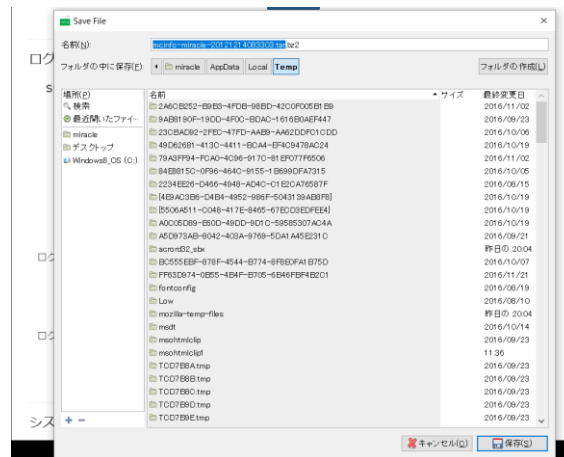 Save File
名前(N):
mcinfo-miracle-20121214083303.tar.bz2
ログ
フォルダの中に保存(F):
miracle
AppData
Local
Temp
フォルダの作成(L)
S
場所(P)
名前
サイズ
最終変更日
検索
最近開いたファイ…
miracle
デスクトップ
Windows8_OS (C:)
2A6CB252-B9B3-4FDB-98BD-42C0F005B1B9 2016/11/02
9AB8190F-19DD-4F0C-BDAC-1616B0AEF447 2016/09/23
23CBAD92-2FEC-47FD-AAB9-AA62DDFC1CDD 2016/10/06
49D62681-413C-4411-BCA4-EF4C9478AC24 2016/10/19
79A3FF94-FCA0-4C96-917C-81EF077F6506 2016/11/02
84EB815C-0F96-464C-9155-1B699DFA7315 2016/10/05
2234EE26-D466-4948-AD4C-C1E2CA76587F 2016/08/15
{4E9AC3B6-D4B4-4952-986F-5043139AB8F8} 2016/10/19
{5506A511-C048-417E-8465-67ECD3EDFEE4} 2016/10/19
A0C05D89-B60D-49DD-9D1C-59585307AC4A 2016/10/19
A5D973AB-8042-403A-9769-5DA1A45E231C 2016/09/21
acrord32_sbx 昨日の 20:04
BC555EBF-878F-4544-B774-8F8E0FA1B75D 2016/10/07
FF63D974-0B55-4B4F-B705-6B46FBF4B2C1 2016/11/21
fontconfig 2016/08/19
Low 2016/08/10
mozilla-temp-files 昨日の 20:04
msdt 2016/10/14
msohtmlclip 2016/09/23
msohtmlclip1 11:36
TCD7B8A.tmp 2016/09/23
TCD7B8B.tmp 2016/09/23
TCD7B8C.tmp 2016/09/23
TCD7B9D.tmp 2016/09/23
TCD7B9E.tmp 2016/09/23
ログ
ログ
シス
キャンセル(C)
保存(S)